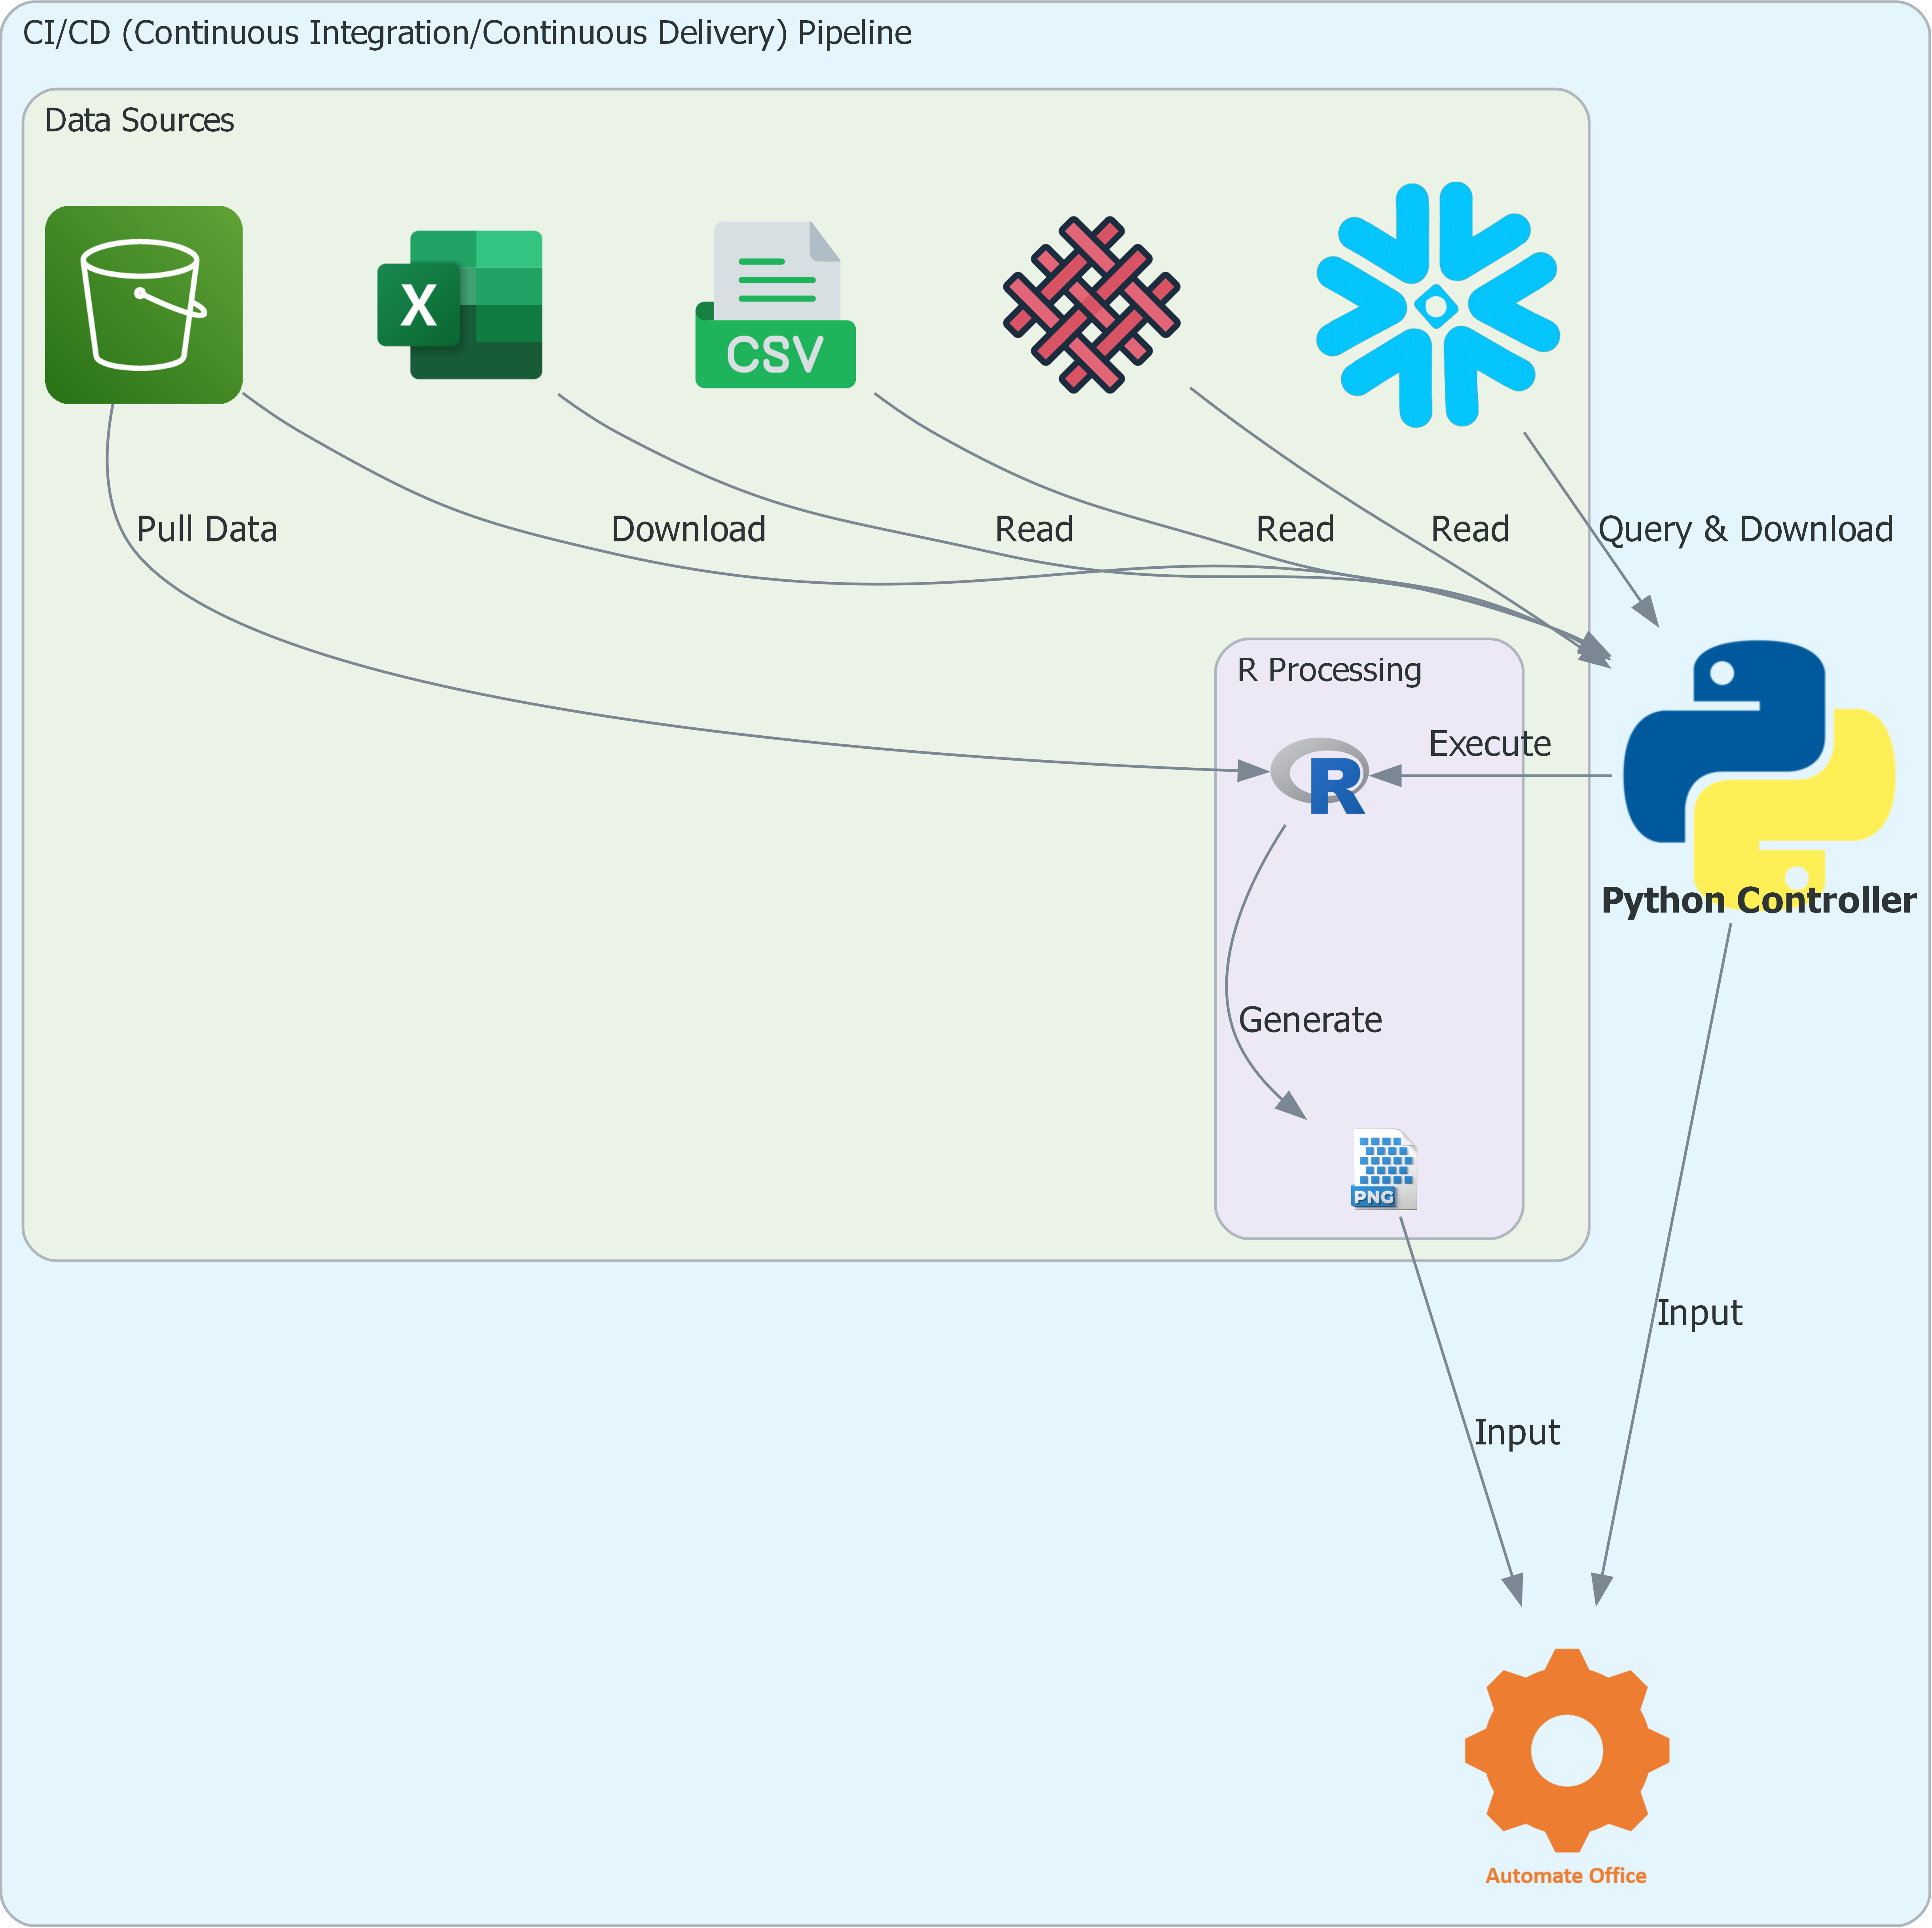 CI/CD (Continuous Integration/Continuous Delivery) Pipeline
Data Sources
X
CSV
Pull Data
Download
Read
Read
Read
Query & Download
R Processing
R
Execute
Python Controller
Generate
PNG
Input
Input
Automate Office